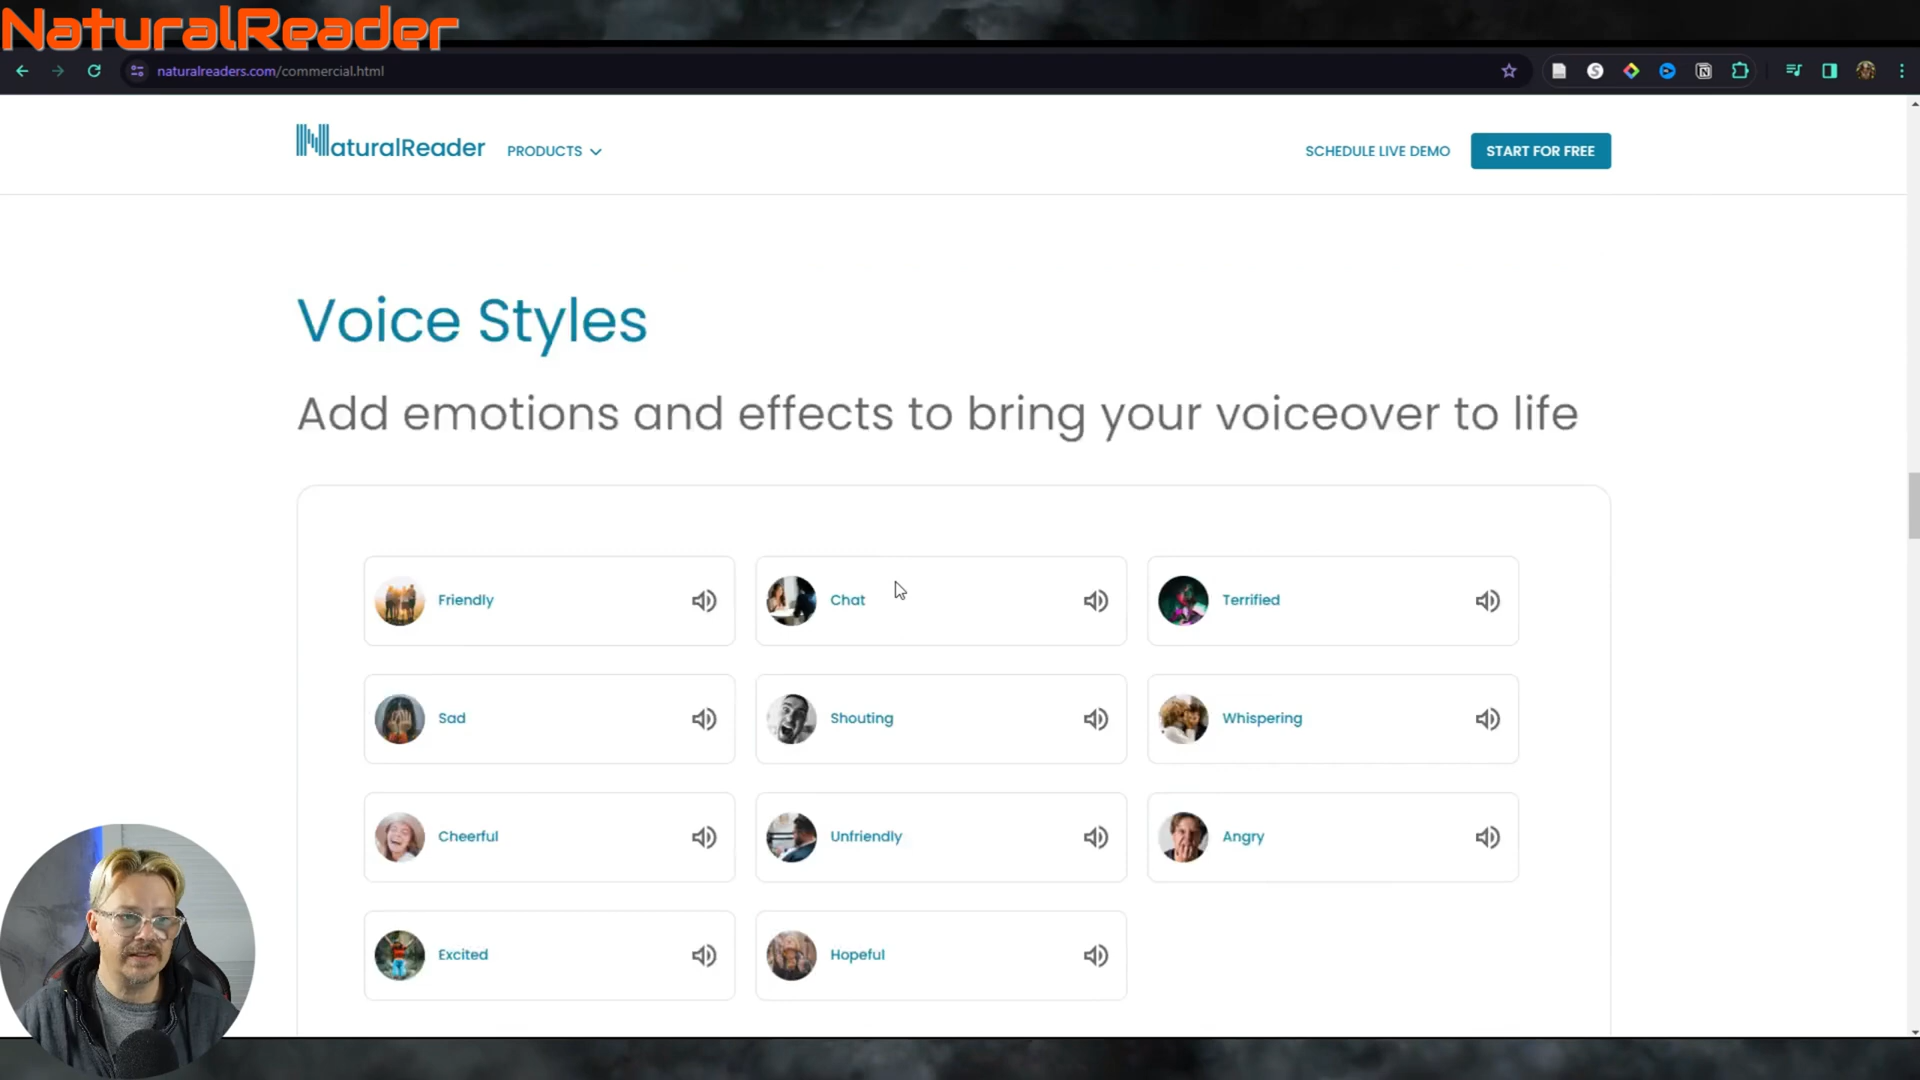 NaturalReader
naturalreaders.com/commercial.html
NaturalReader
PRODUCTS
SCHEDULE LIVE DEMO
START FOR FREE
Voice Styles
Add emotions and effects to bring your voiceover to life
Friendly
Chat
Terrified
Sad
Shouting
Whispering
Cheerful
Unfriendly
Angry
Excited
Hopeful